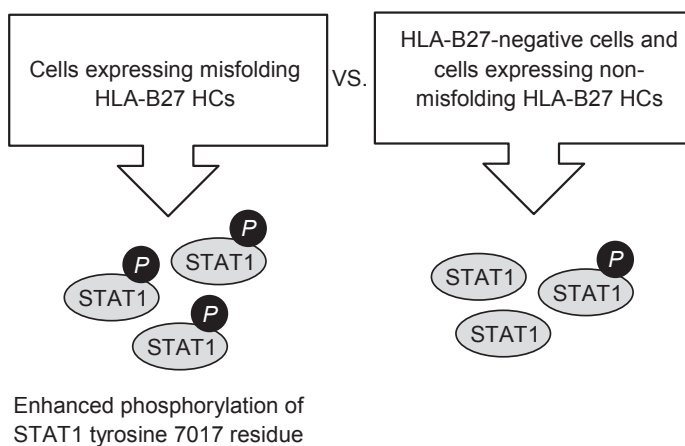 Cells expressing misfolding
HLA-B27 HCs
VS.
HLA-B27-negative cells and
cells expressing non-
misfolding HLA-B27 HCs
P
STAT1
P
STAT1
P
STAT1
STAT1
P
STAT1
STAT1
Enhanced phosphorylation of
STAT1 tyrosine 7017 residue